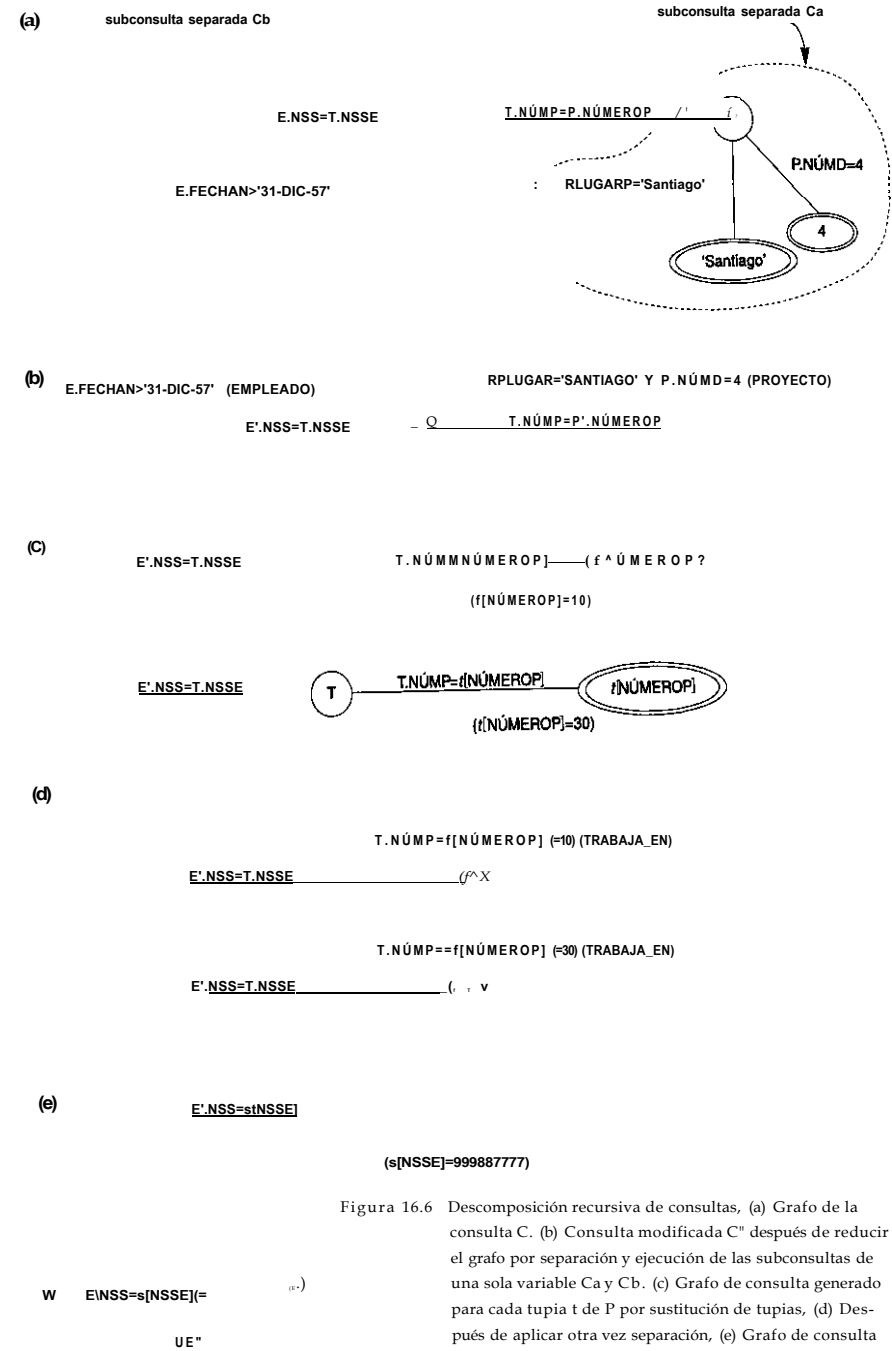 (a)
subconsulta separada Cb
subconsulta separada Ca
E.NSS=T.NSSE
T.NÚMP=P.NÚMEROP
/ '
í ,
P.NÚMD=4
E.FECHAN>'31-DIC-57'
: RLUGARP='Santiago'
4
'Santiago'
(b)
E.FECHAN>'31-DIC-57' (EMPLEADO)
RPLUGAR='SANTIAGO' Y P.NÚMD=4 (PROYECTO)
E'.NSS=T.NSSE
_ Q T.NÚMP=P'.NÚMEROP
(C)
E'.NSS=T.NSSE
T.NÚMMNÚMEROP]——(f^ÚMEROP?
(f[NÚMEROP]=10)
E'.NSS=T.NSSE
T
T.NÚMP=t[NÚMEROP]
t[NÚMEROP]
(t[NÚMEROP]=30)
(d)
T.NÚMP=f[NÚMEROP] (=10) (TRABAJA_EN)
E'.NSS=T.NSSE (f^X
T.NÚMP==f[NÚMEROP] (=30) (TRABAJA_EN)
E'.NSS=T.NSSE _( , , v
(e)
E'.NSS=stNSSE]
(s[NSSE]=999887777)
Figura 16.6 Descomposición recursiva de consultas, (a) Grafo de la
consulta C. (b) Consulta modificada C" después de reducir
el grafo por separación y ejecución de las subconsultas de
una sola variable Ca y Cb. (c) Grafo de consulta generado
para cada tupia t de P por sustitución de tupias, (d) Des-
pués de aplicar otra vez separación, (e) Grafo de consulta
W E\NSS=s[NSSE](=
.)
UE"